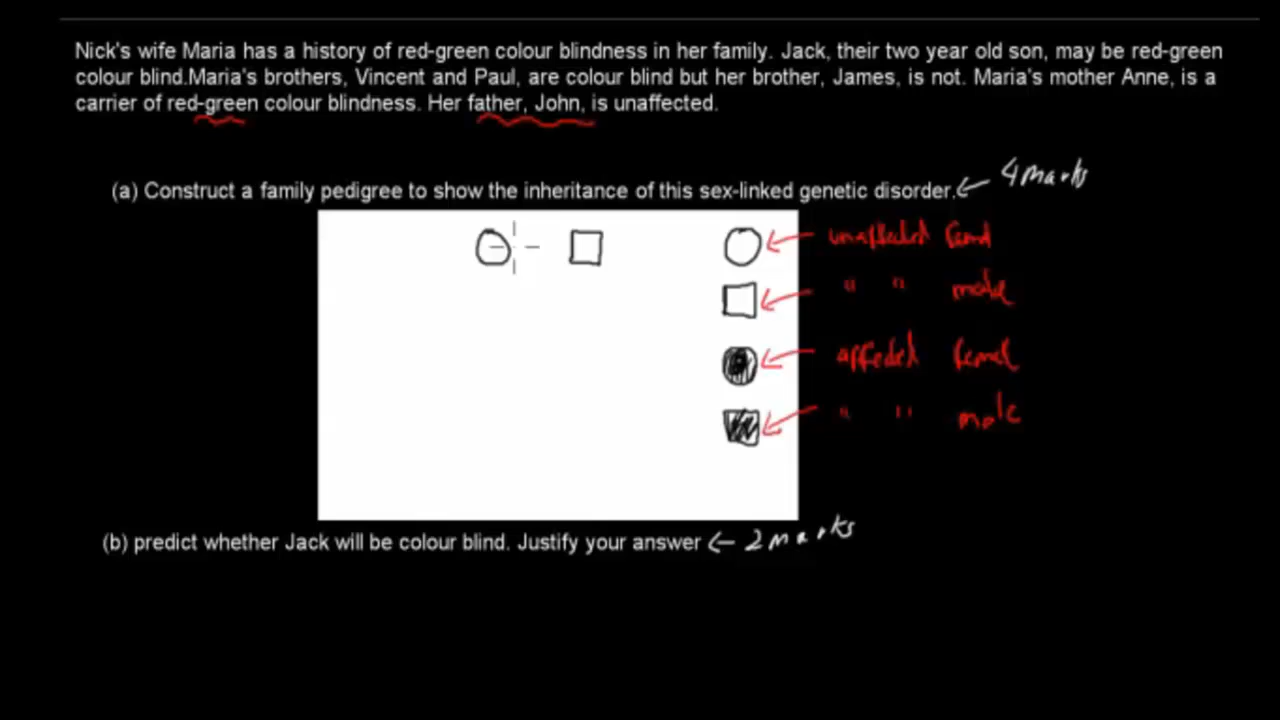 Nick's wife Maria has a history of red-green colour blindness in her family. Jack, their two year old son, may be red-green
colour blind.Maria's brothers, Vincent and Paul, are colour blind but her brother, James, is not. Maria's mother Anne, is a
carrier of red-green colour blindness. Her father, John, is unaffected.
(a) Construct a family pedigree to show the inheritance of this sex-linked genetic disorder. 4 marks
unaffected
" " male
affected
" " male
(b) predict whether Jack will be colour blind. Justify your answer 2 marks